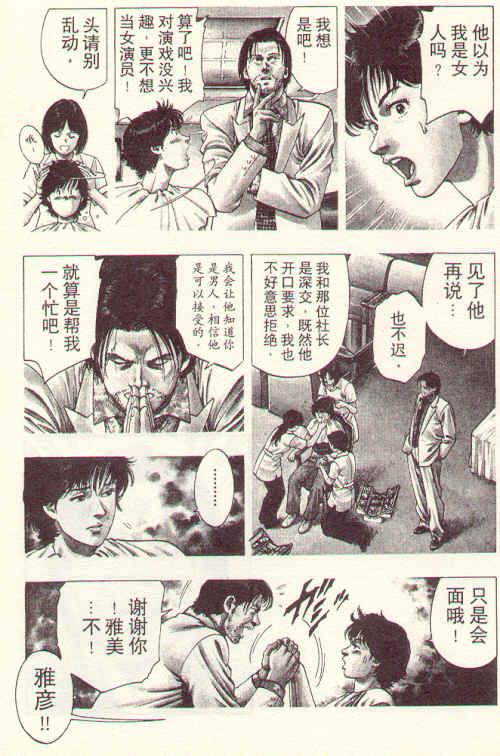 他以为
我是女
人吗？
我想
是吧！
算了吧！我
对演戏没兴
趣，更不想
当女演员！
头请别
乱动。
哦！
见了他
再说…
也不迟。
我和那位社长
是深交，既然他
开口要求，我也
不好意思拒绝。
我会让他知道你
是男人，相信他
是可以接受的。
就算是帮我
一个忙吧！
………
只是会
面哦！
谢谢你
！雅美
…不！
雅彦!!